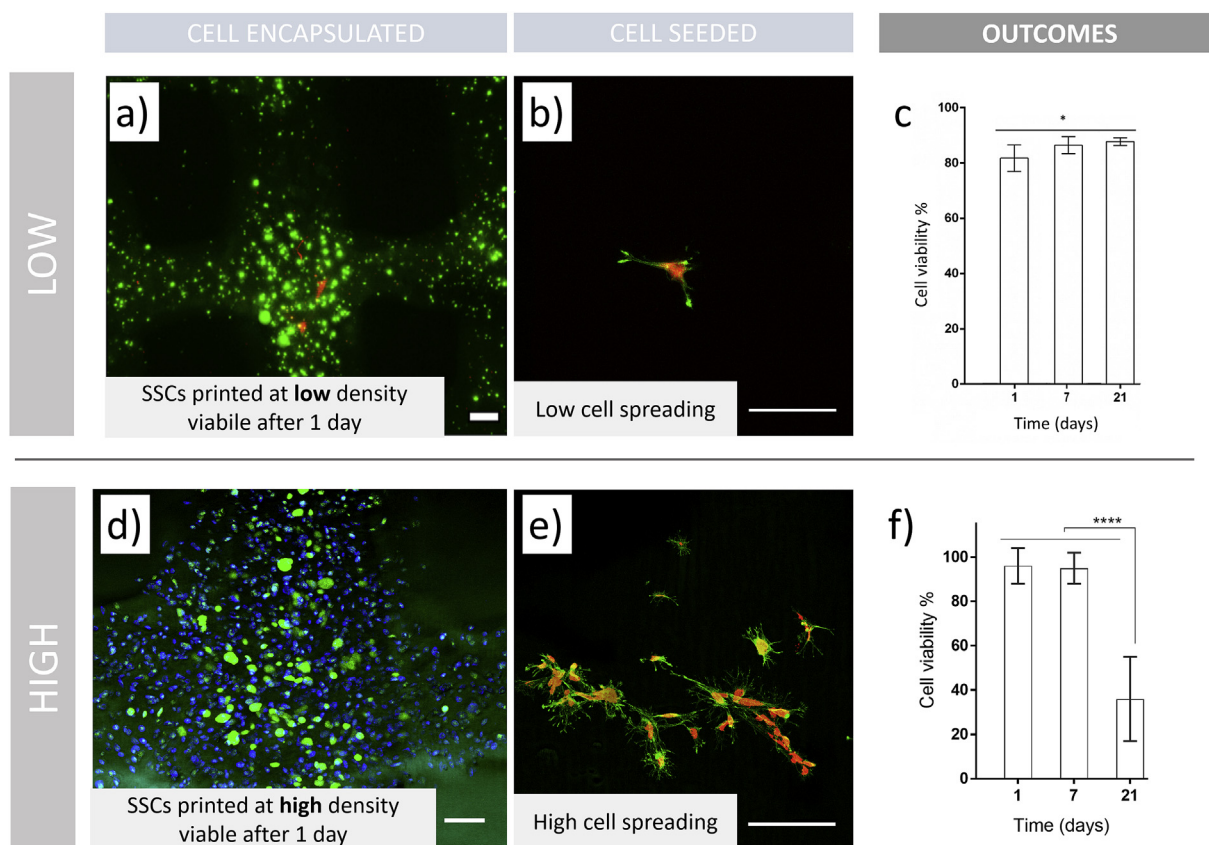 CELL ENCAPSULATED
CELL SEEDED
OUTCOMES
LOW
a)
SSCs printed at low density
viabile after 1 day
b)
Low cell spreading
c
*
100
80
60
40
20
0
Cell viability %
1 7 21
Time (days)
HIGH
d)
SSCs printed at high density
viable after 1 day
e)
High cell spreading
f)
****
100
80
60
40
20
0
Cell viability %
1 7 21
Time (days)